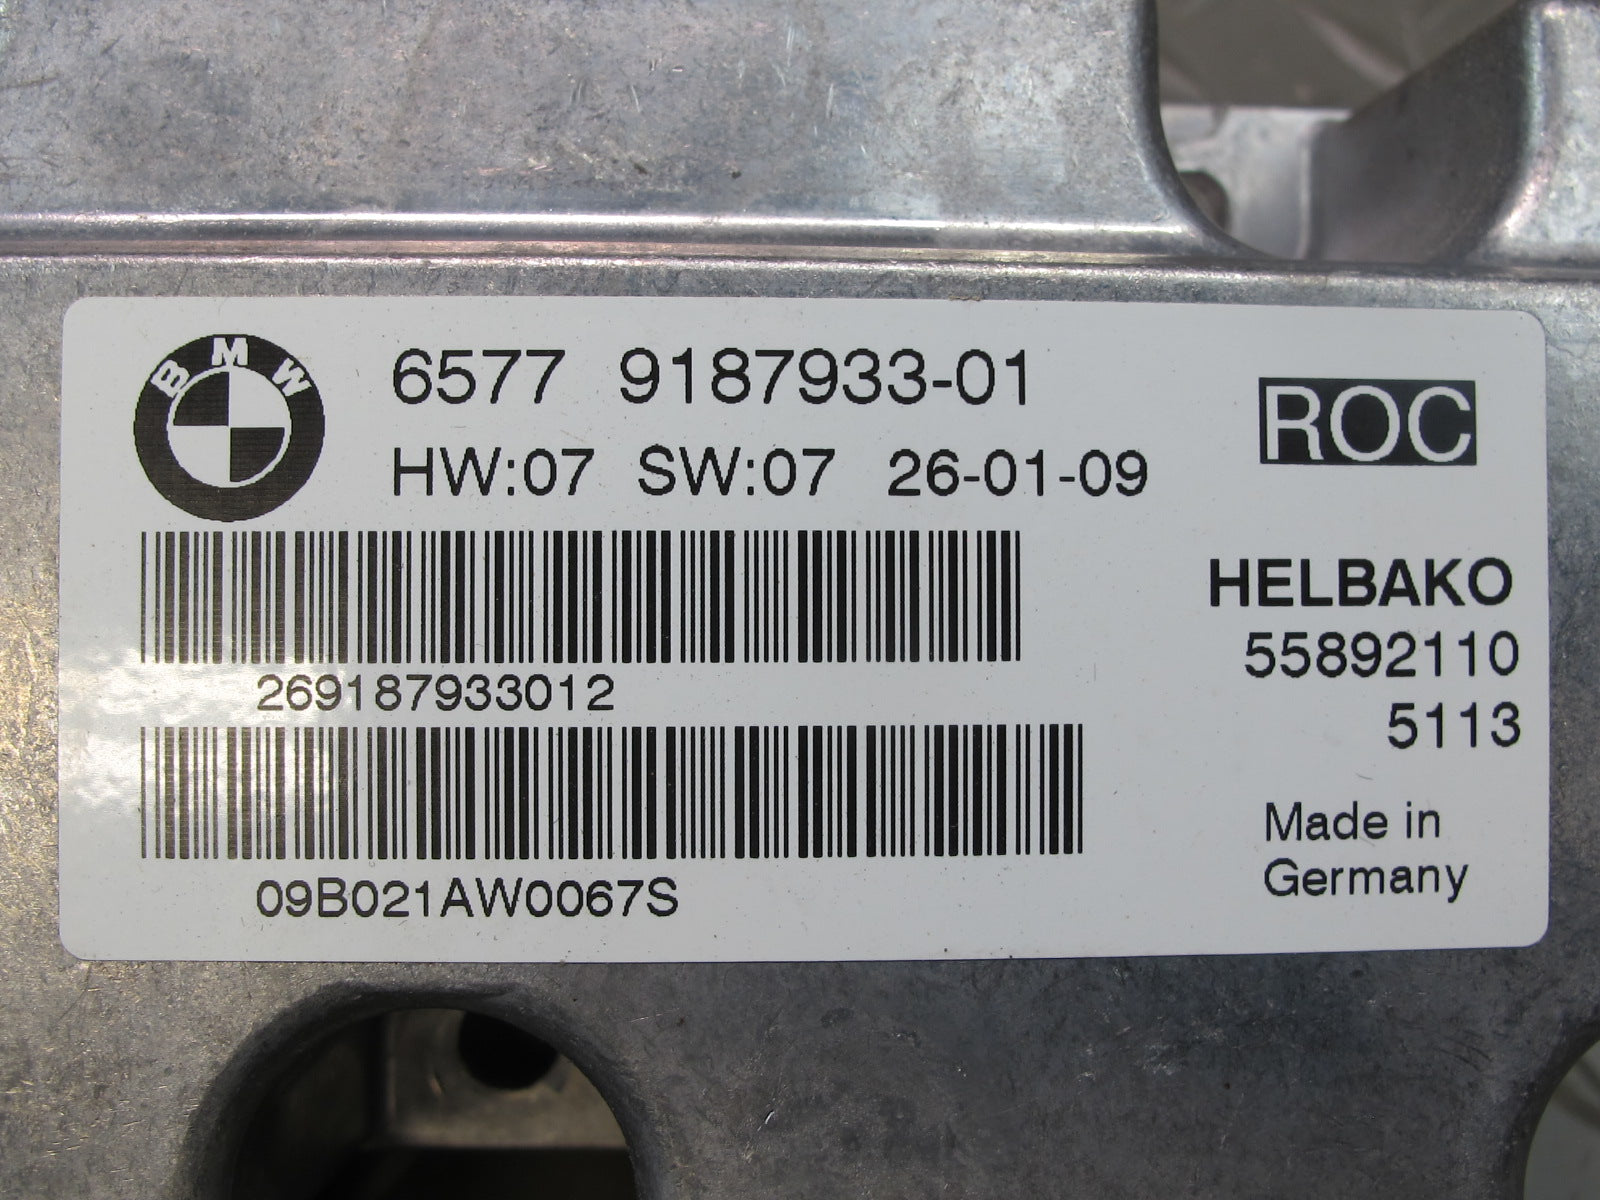 BMW
6577 9187933-01
HW:07 SW:07 26-01-09
ROC
HELBAKO
55892110
5113
269187933012
09B021AW0067S
Made in
Germany